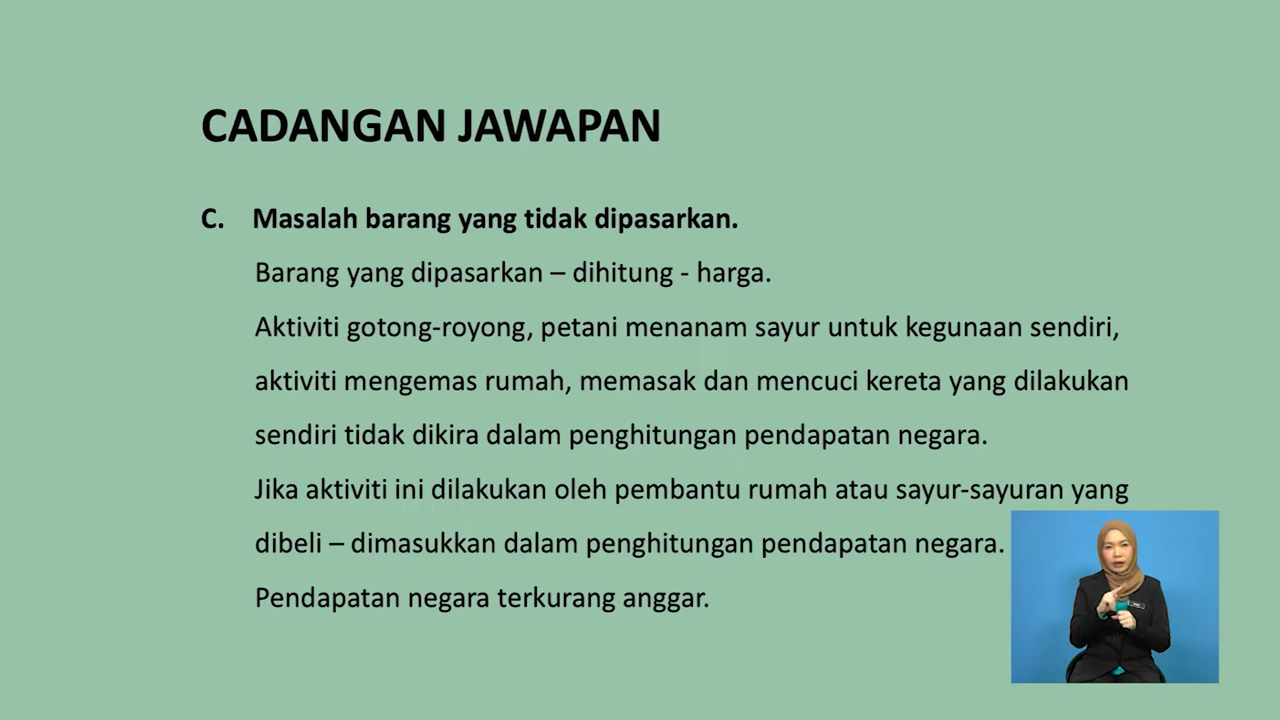 CADANGAN JAWAPAN
C. Masalah barang yang tidak dipasarkan.
Barang yang dipasarkan – dihitung - harga.
Aktiviti gotong-royong, petani menanam sayur untuk kegunaan sendiri,
aktiviti mengemas rumah, memasak dan mencuci kereta yang dilakukan
sendiri tidak dikira dalam penghitungan pendapatan negara.
Jika aktiviti ini dilakukan oleh pembantu rumah atau sayur-sayuran yang
dibeli – dimasukkan dalam penghitungan pendapatan negara.
Pendapatan negara terkurang anggar.